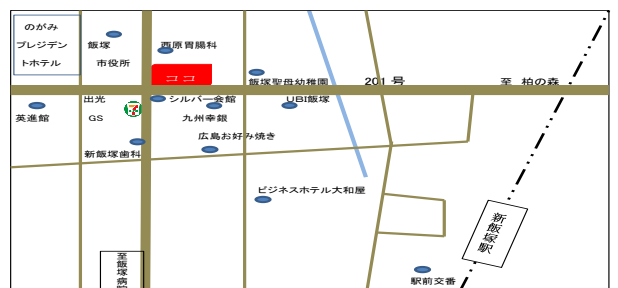 のがみ
プレジデン
トホテル
飯塚
市役所
西原胃腸科
ココ
飯塚聖母幼稚園
201 号
至 柏の森
英進館
出光
GS
7
シルバー会館
九州幸銀
UBI飯塚
広島お好み焼き
新飯塚歯科
ビジネスホテル大和屋
新飯塚駅
至飯塚病院
駅前交番